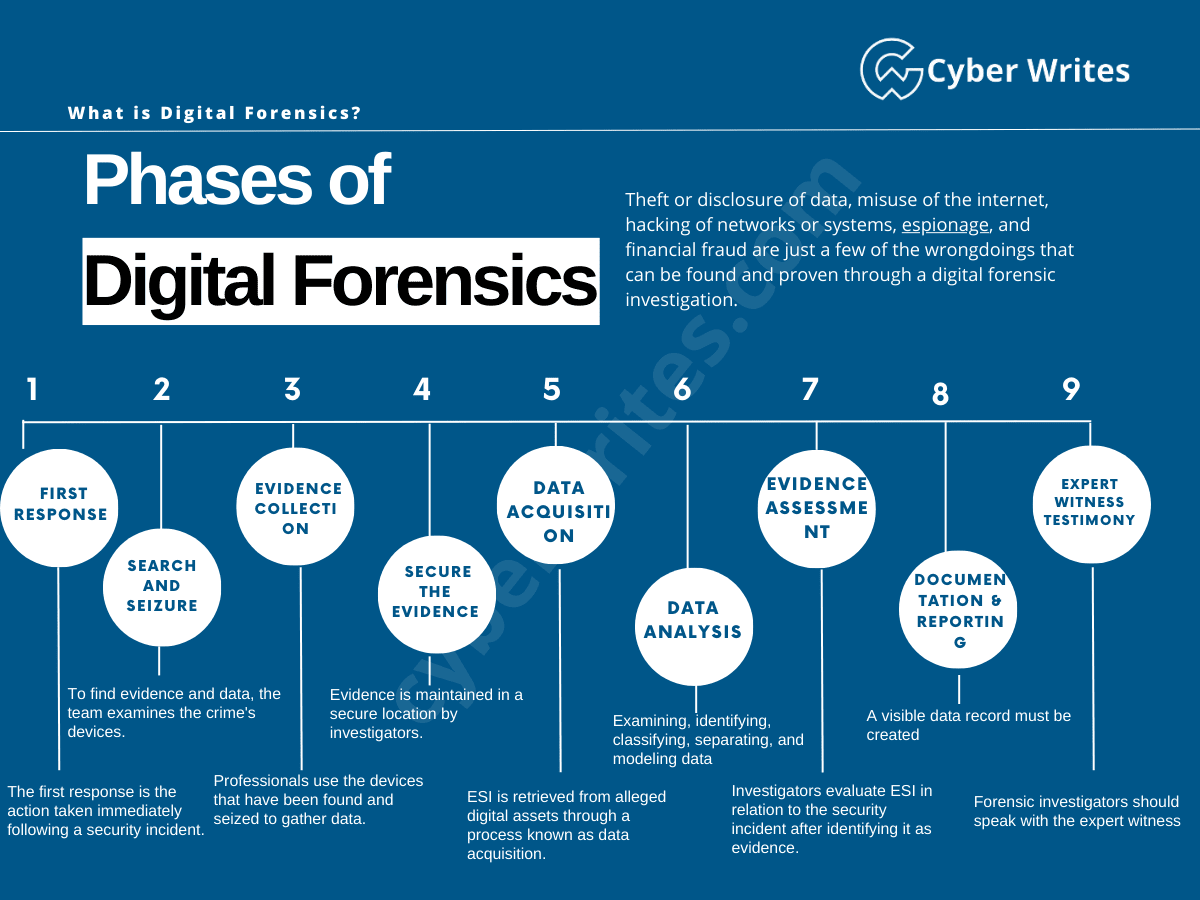 Cyber Writes
What is Digital Forensics?
Phases of
Digital Forensics
Theft or disclosure of data, misuse of the internet,
hacking of networks or systems, espionage, and
financial fraud are just a few of the wrongdoings that
can be found and proven through a digital forensic
investigation.
1 2 3 4 5 6 7 8 9
FIRST
RESPONSE
SEARCH
AND
SEIZURE
EVIDENCE
COLLECTI
ON
SECURE
THE
EVIDENCE
DATA
ACQUISITI
ON
DATA
ANALYSIS
EVIDENCE
ASSESSME
NT
DOCUMEN
TATION &
REPORTIN
G
EXPERT
WITNESS
TESTIMONY
The first response is the
action taken immediately
following a security incident.
To find evidence and data, the
team examines the crime's
devices.
Professionals use the devices
that have been found and
seized to gather data.
Evidence is maintained in a
secure location by
investigators.
ESI is retrieved from alleged
digital assets through a
process known as data
acquisition.
Examining, identifying,
classifying, separating, and
modeling data
Investigators evaluate ESI in
relation to the security
incident after identifying it as
evidence.
A visible data record must be
created
Forensic investigators should
speak with the expert witness
cyberwrites.com